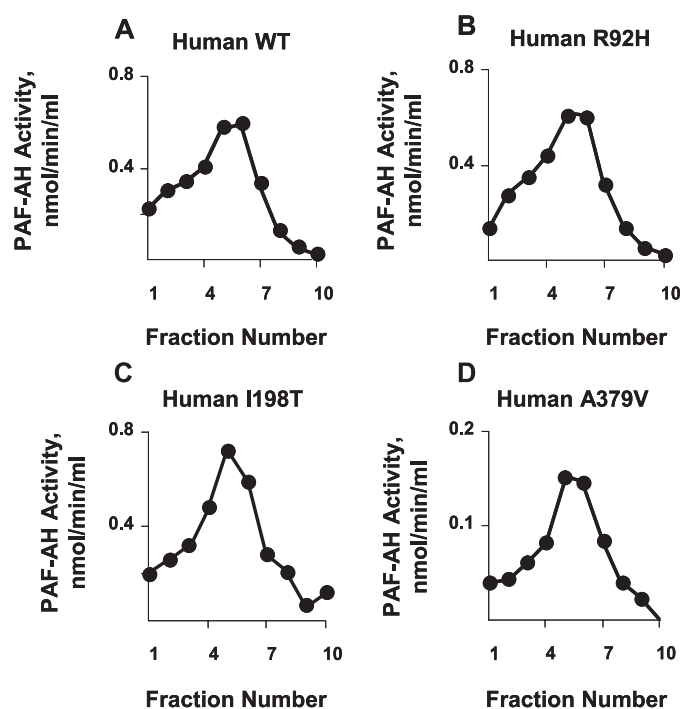 A
Human WT
PAF-AH Activity,
nmol/min/ml
0.8
0.4
1 4 7 10
Fraction Number
B
Human R92H
PAF-AH Activity,
nmol/min/ml
0.8
0.4
1 4 7 10
Fraction Number
C
Human I198T
PAF-AH Activity,
nmol/min/ml
0.8
0.4
1 4 7 10
Fraction Number
D
Human A379V
PAF-AH Activity,
nmol/min/ml
0.2
0.1
1 4 7 10
Fraction Number